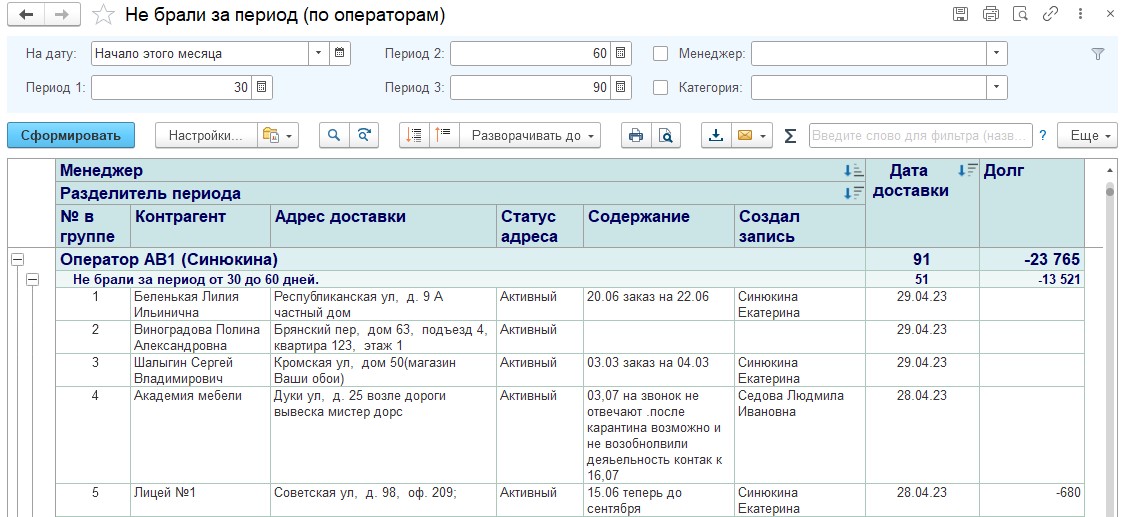 Не брали за период (по операторам)
На дату: Начало этого месяца Период 2: 60 Менеджер:
Период 1: 30 Период 3: 90 Категория:
Сформировать Настройки... Разворачивать до Σ Введите слово для фильтра (назв... ? Еще
Менеджер Дата доставки Долг
Разделитель периода
№ в группе Контрагент Адрес доставки Статус адреса Содержание Создал запись
Оператор АВ1 (Синюкина) 91 -23 765
Не брали за период от 30 до 60 дней. 51 -13 521
1 Беленькая Лилия Республиканская ул, д. 9 А Активный 20.06 заказ на 22.06 Синюкина 29.04.23
Ильинична частный дом Екатерина
2 Виноградова Полина Брянский пер, дом 63, подъезд 4, Активный 29.04.23
Александровна квартира 123, этаж 1
3 Шалыгин Сергей Кромская ул, дом 50(магазин Активный 03.03 заказ на 04.03 Синюкина 29.04.23
Владимирович Ваши обои) Екатерина
4 Академия мебели Дуки ул, д. 25 возле дороги Активный 03,07 на звонок не Седова Людмила 28.04.23
вывеска мистер дорс отвечают .после Ивановна
карантина возможно и
не возобнолвили
деяьельность контак к
16,07
5 Лицей №1 Советская ул, д. 98, оф. 209; Активный 15.06 теперь до Синюкина 28.04.23 -680
сентября Екатерина